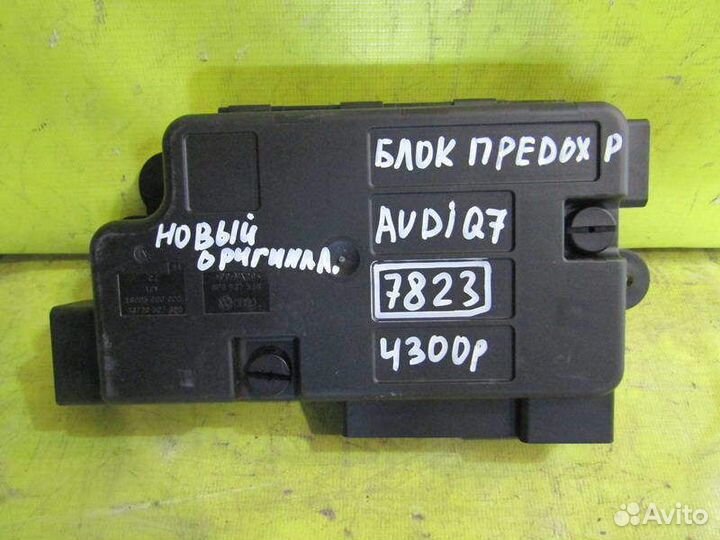 БЛОК ПРЕДОХ Р
AUDI Q7
7823
4300р
НОВЫЙ
ОРИГИНАЛ.
Avito